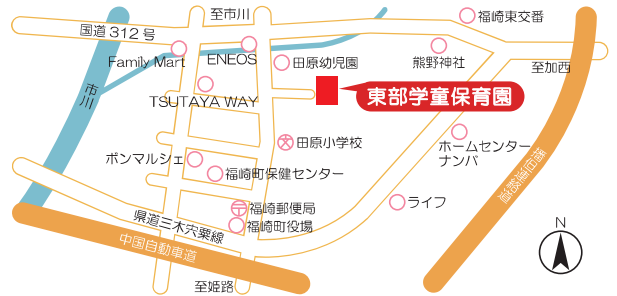 至市川
福崎東交番
国道312号
Family Mart
ENEOS
田原幼児園
熊野神社
至加西
市川
TSUTAYA WAY
東部学童保育園
田原小学校
ホームセンター
ナンバ
ボンマルシェ
福崎町保健センター
播但連絡道
ライフ
福崎郵便局
県道三木宍粟線
福崎町役場
中国自動車道
至姫路
N